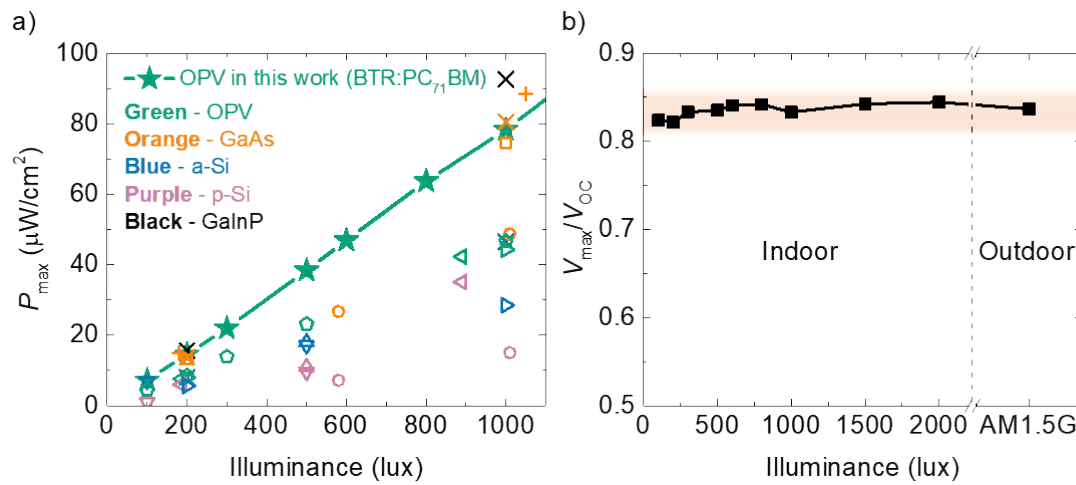 a)
100
80
60
40
20
0
P_max (μW/cm²)
OPV in this work (BTR:PC₇₁BM)
Green - OPV
Orange - GaAs
Blue - a-Si
Purple - p-Si
Black - GaInP
0 200 400 600 800 1000
Illuminance (lux)
b)
0.9
0.8
0.7
0.6
0.5
V_max/V_OC
Indoor
Outdoor
0 500 1000 1500 2000 AM1.5G
Illuminance (lux)